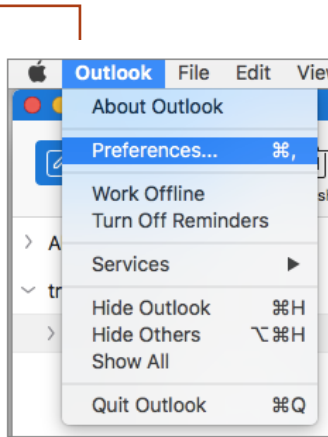 Outlook File Edit
About Outlook
Preferences... ⌘,
Work Offline
Turn Off Reminders
A
Services ▶
tr
Hide Outlook ⌘H
Hide Others ⌥⌘H
Show All
Quit Outlook ⌘Q